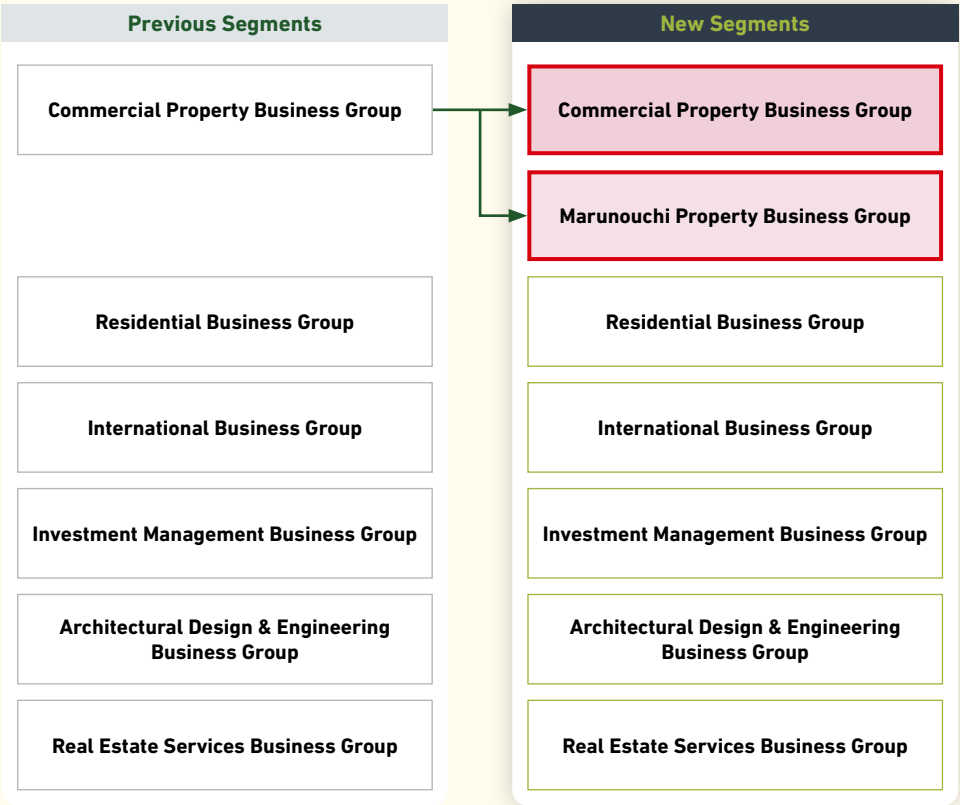 Previous Segments
Commercial Property Business Group
Residential Business Group
International Business Group
Investment Management Business Group
Architectural Design & Engineering
Business Group
Real Estate Services Business Group
New Segments
Commercial Property Business Group
Marunouchi Property Business Group
Residential Business Group
International Business Group
Investment Management Business Group
Architectural Design & Engineering
Business Group
Real Estate Services Business Group